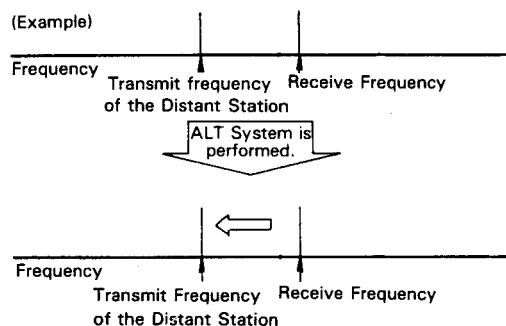 (Example)
Frequency
Transmit frequency
of the Distant Station
Receive Frequency
ALT System is
performed.
Frequency
Transmit Frequency
of the Distant Station
Receive Frequency